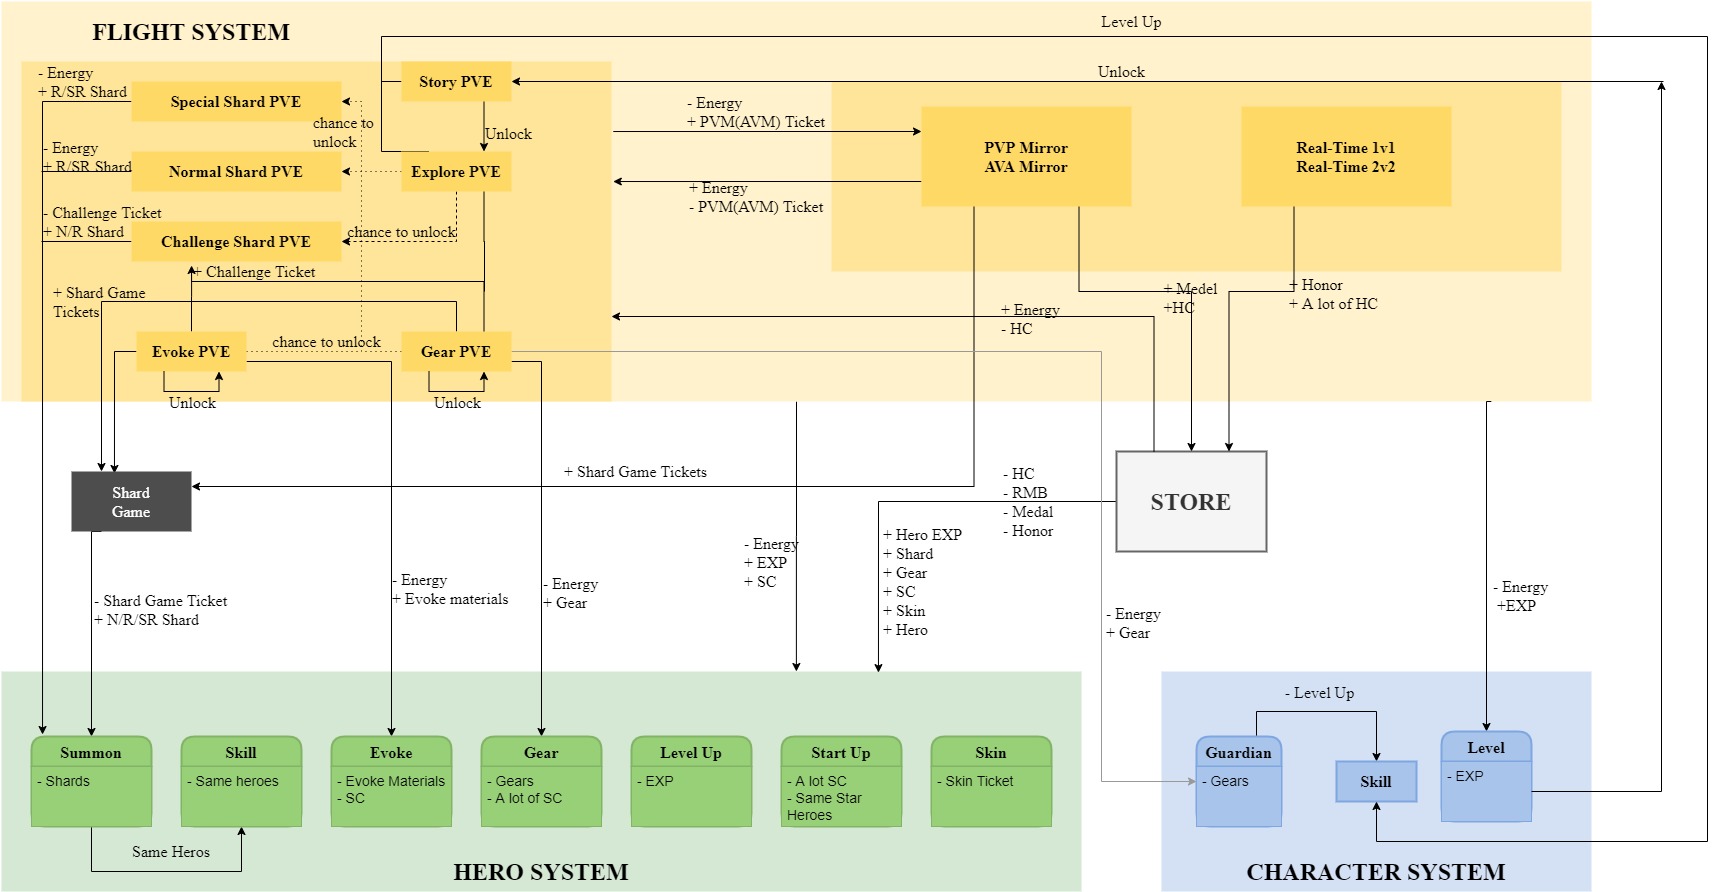 Level Up
FLIGHT SYSTEM
- Energy
+ R/SR Shard
Special Shard PVE
Story PVE
Unlock
chance to
unlock
Unlock
- Energy
+ PVM(AVM) Ticket
PVP Mirror
AVA Mirror
Real-Time 1v1
Real-Time 2v2
- Energy
+ R/SR Shard
Normal Shard PVE
Explore PVE
+ Energy
- PVM(AVM) Ticket
- Challenge Ticket
+ N/R Shard
Challenge Shard PVE
chance to unlock
+ Challenge Ticket
+ Shard Game
Tickets
+ Medel
+HC
+ Honor
+ A lot of HC
+ Energy
- HC
Evoke PVE
chance to unlock
Gear PVE
Unlock
Unlock
Shard
Game
+ Shard Game Tickets
- HC
- RMB
- Medal
- Honor
STORE
- Energy
+ EXP
+ SC
+ Hero EXP
+ Shard
+ Gear
+ SC
+ Skin
+ Hero
- Shard Game Ticket
+ N/R/SR Shard
- Energy
+ Evoke materials
- Energy
+ Gear
- Energy
+ Gear
- Energy
+EXP
Summon
- Shards
Skill
- Same heroes
Evoke
- Evoke Materials
- SC
Gear
- Gears
- A lot of SC
Level Up
- EXP
Start Up
- A lot SC
- Same Star
Heroes
Skin
- Skin Ticket
- Level Up
Guardian
- Gears
Skill
Level
- EXP
Same Heros
HERO SYSTEM
CHARACTER SYSTEM